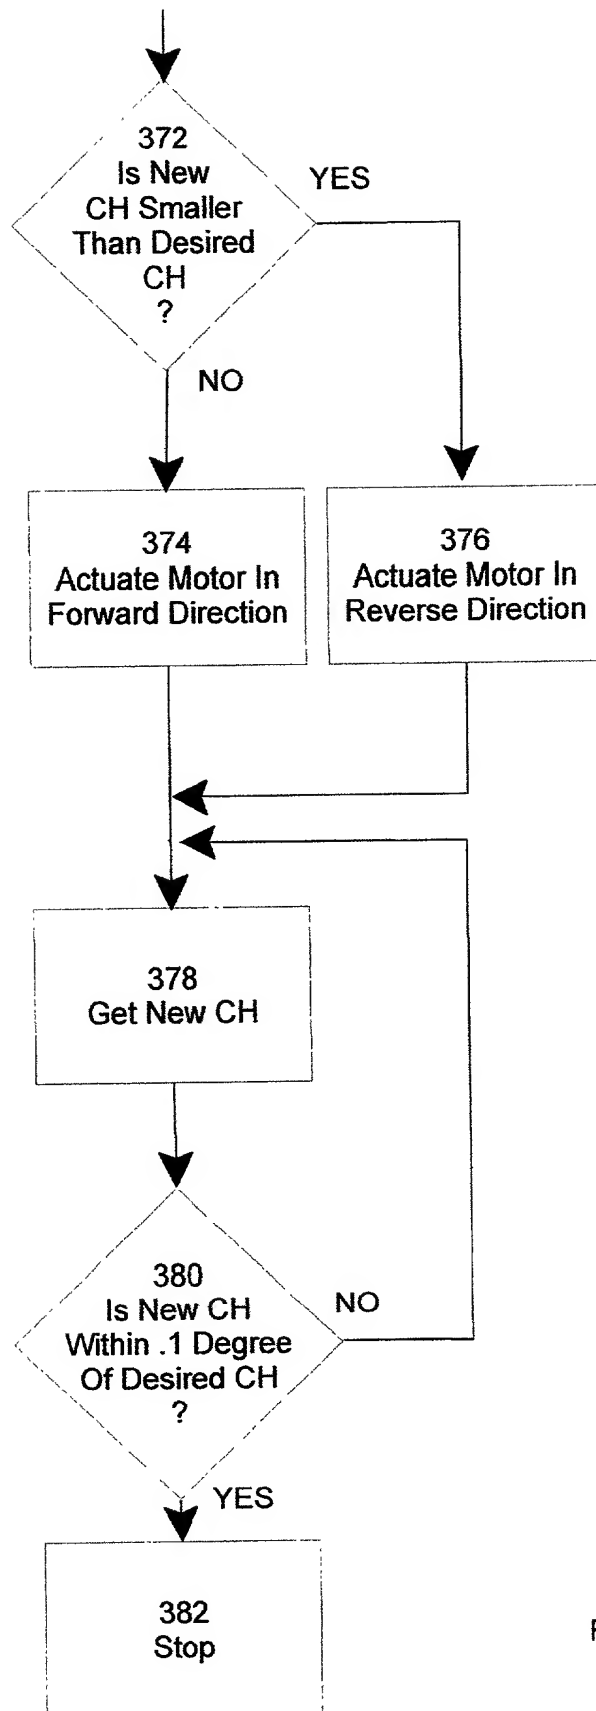 372
Is New
CH Smaller
Than Desired
CH
?
YES
NO
374
Actuate Motor In
Forward Direction
376
Actuate Motor In
Reverse Direction
378
Get New CH
380
Is New CH
Within .1 Degree
Of Desired CH
?
NO
YES
382
Stop